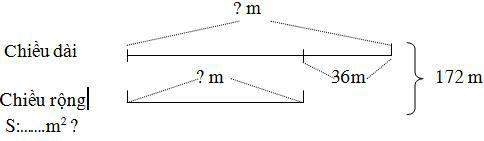 ? m
Chiều dài
? m
36m
172 m
Chiều rộng
S:.......m² ?